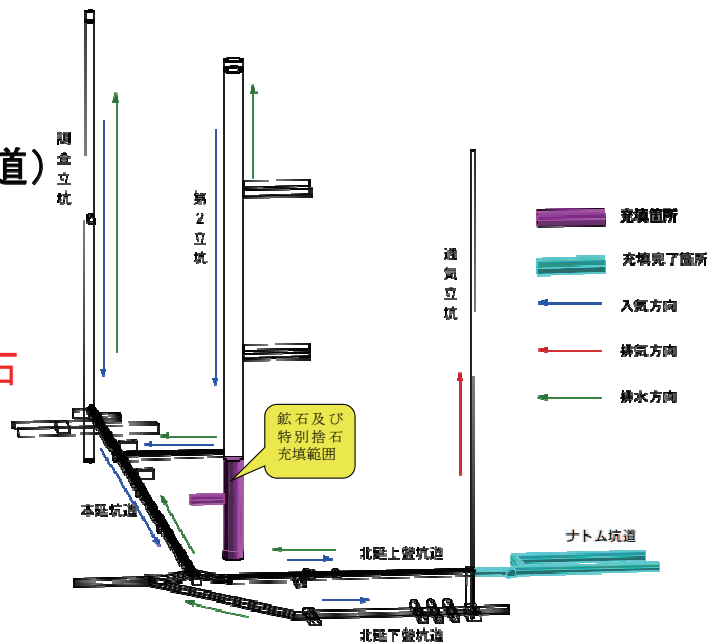 道）
石
調査立坑
第２立坑
通気立坑
充填箇所
充填完了箇所
入気方向
排気方向
排水方向
鉱石及び
特別捨石
充填範囲
本延坑道
北延上盤坑道
ナトム坑道
北延下盤坑道